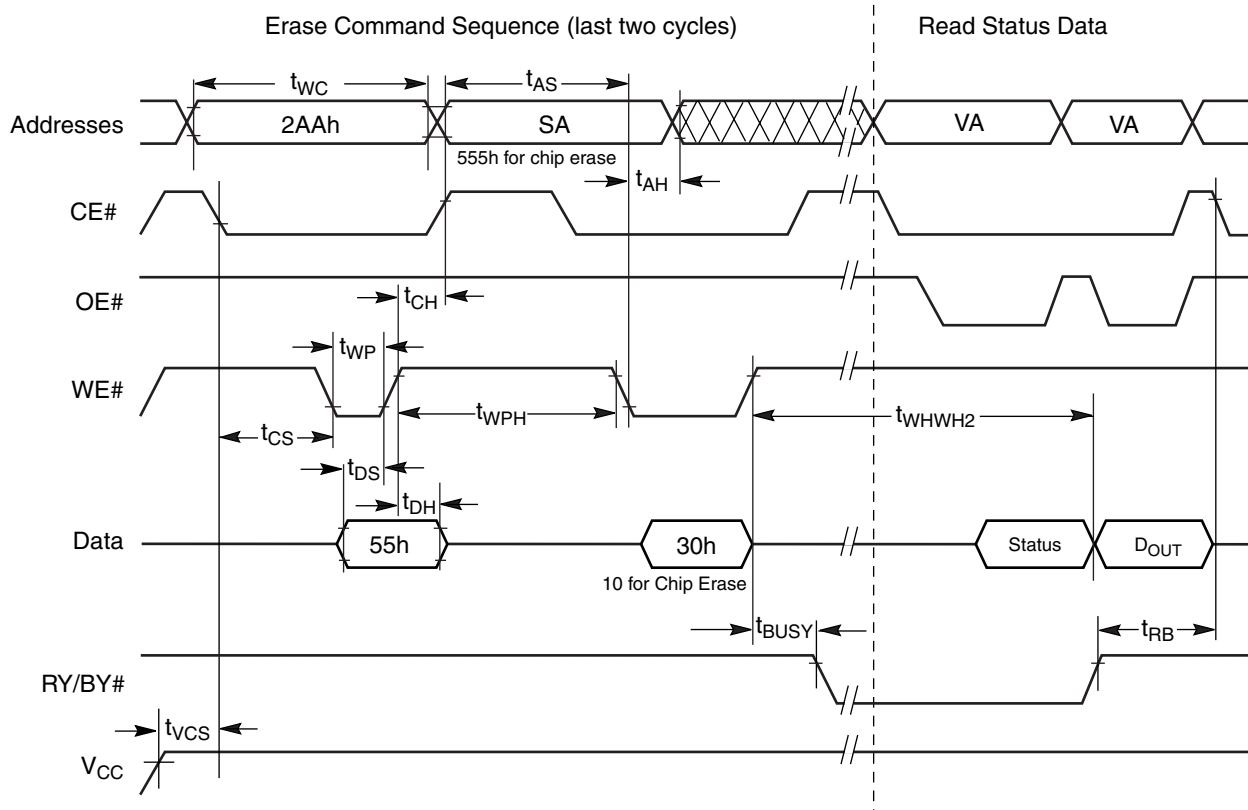 Erase Command Sequence (last two cycles) Read Status Data
tWC tAS
Addresses 2AAh SA VA VA
555h for chip erase
tAH
CE#
OE# tCH
tWP
WE#
tWPH tWHWH2
tCS
tDS
tDH
Data 55h 30h Status DOUT
10 for Chip Erase
tBUSY tRB
RY/BY#
tVCS
VCC